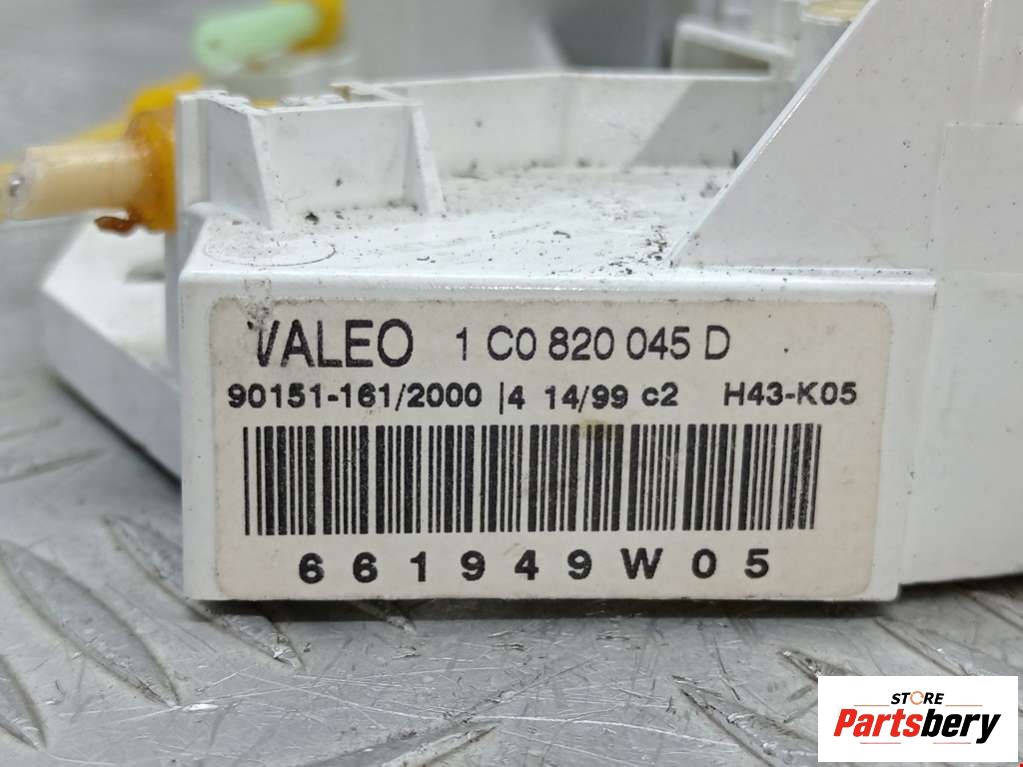 VALEO 1 C0 820 045 D
90151-161/2000 |4 14/99 c2 H43-K05
661949W05
STORE
Partsbery